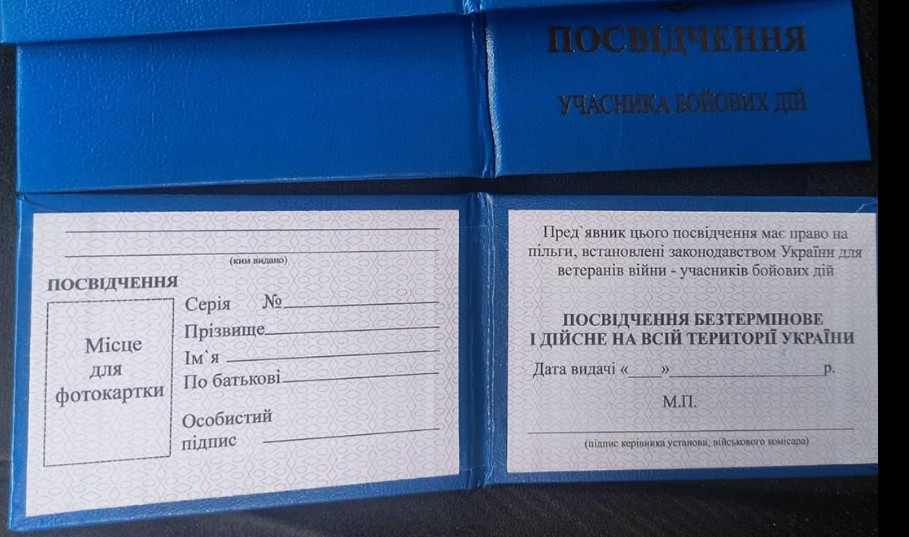 ПОСВІДЧЕННЯ
УЧАСНИКА БОЙОВИХ ДІЙ
(ким видано)
ПОСВІДЧЕННЯ
Місце
для
фотокартки
Серія №
Прізвище
Ім`я
По батькові
Особистий
підпис
Пред`явник цього посвідчення має право на
пільги, встановлені законодавством України для
ветеранів війни - учасників бойових дій
ПОСВІДЧЕННЯ БЕЗТЕРМІНОВЕ
І ДІЙСНЕ НА ВСІЙ ТЕРИТОРІЇ УКРАЇНИ
Дата видачі «____»____________________р.
М.П.
(підпис керівника установи, військового комісара)